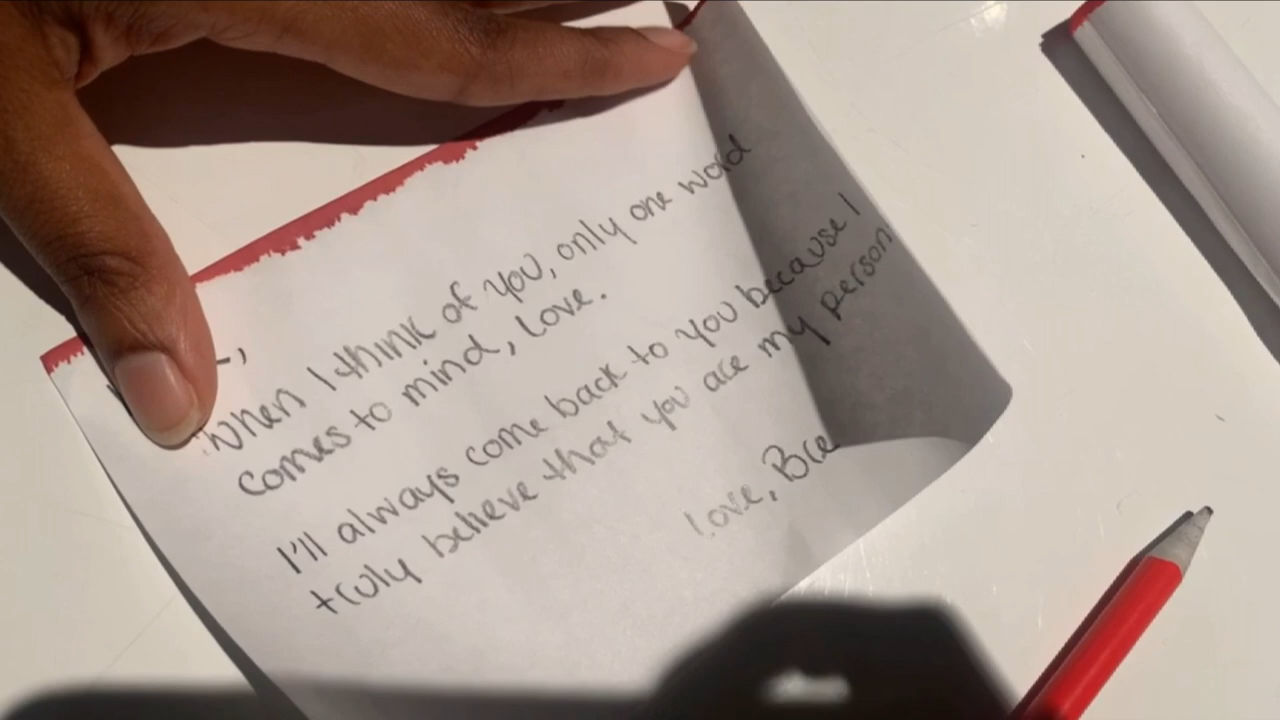 When I think of you, only one word
comes to mind, love.
I'll always come back to you because I
truly believe that you are my person
love, Bre